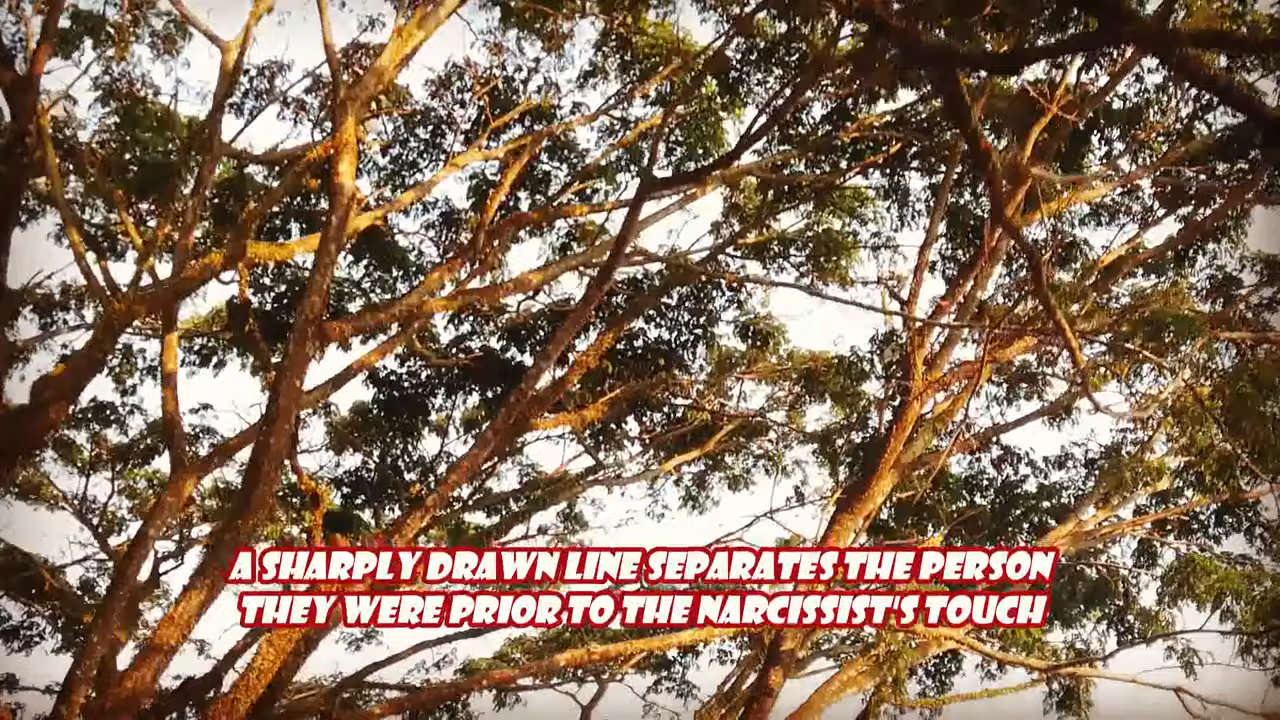 A SHARPLY DRAWN LINE SEPARATES THE PERSON
THEY WERE PRIOR TO THE NARCISSIST'S TOUCH